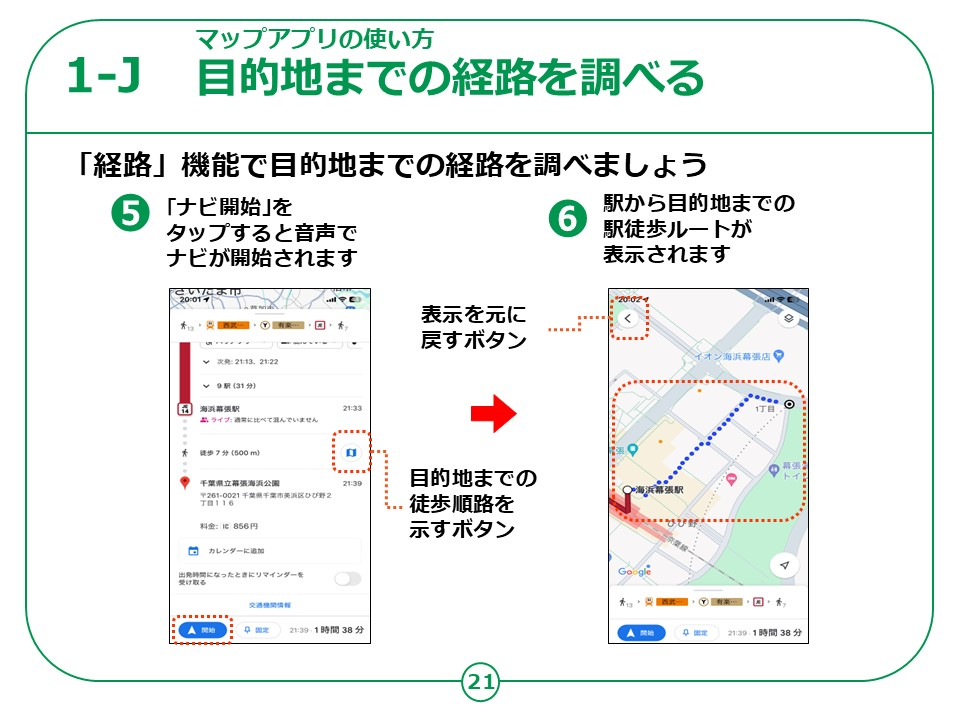 マップアプリの使い方
1-J
目的地までの経路を調べる
「経路」機能で目的地までの経路を調べましょう
5
「ナビ開始」を
タップすると音声で
ナビが開始されます
6
駅から目的地までの
駅徒歩ルートが
表示されます
20:01
13
西武…
有楽…
7
次発: 21:13、21:22
9 駅 (31 分)
JE
14
海浜幕張駅
21:33
ライブ: 通常に比べて混んでいません
徒歩 7 分 (500 m)
千葉県立幕張海浜公園
21:39
〒261-0021 千葉県千葉市美浜区ひび野２
丁目１１６
料金: IC 856円
カレンダーに追加
出発時間になったときにリマインダーを
受け取る
交通機関情報
開始
固定
21:39 · 1 時間 38 分
表示を元に
戻すボタン
目的地までの
徒歩順路を
示すボタン
20:02
イオン海浜幕張店
1丁目
海浜幕張駅
ひび野
京葉線
Google
13
西武…
有楽…
7
開始
固定
21:39 · 1 時間 38 分
21